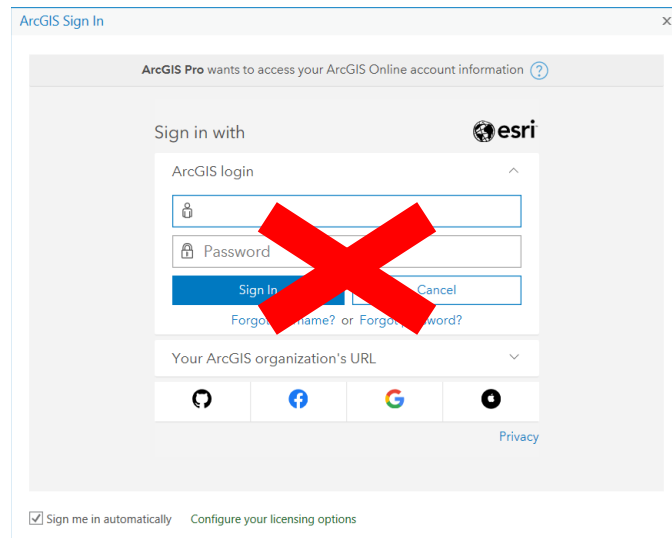 ArcGIS Sign In
ArcGIS Pro wants to access your ArcGIS Online account information ?
Sign in with
esri
ArcGIS login
Password
Sign In
Cancel
Forgot username? or Forgot password?
Your ArcGIS organization's URL
Privacy
Sign me in automatically
Configure your licensing options